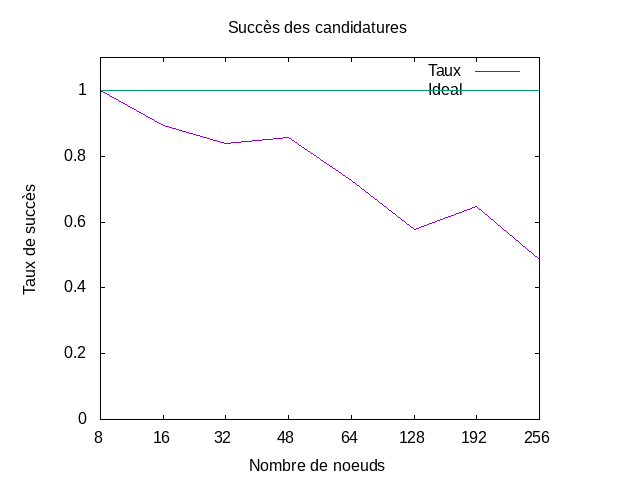 Succès des candidatures
Taux
Ideal
1
0.8
0.6
0.4
0.2
0
Taux de succès
8 16 32 48 64 128 192 256
Nombre de noeuds